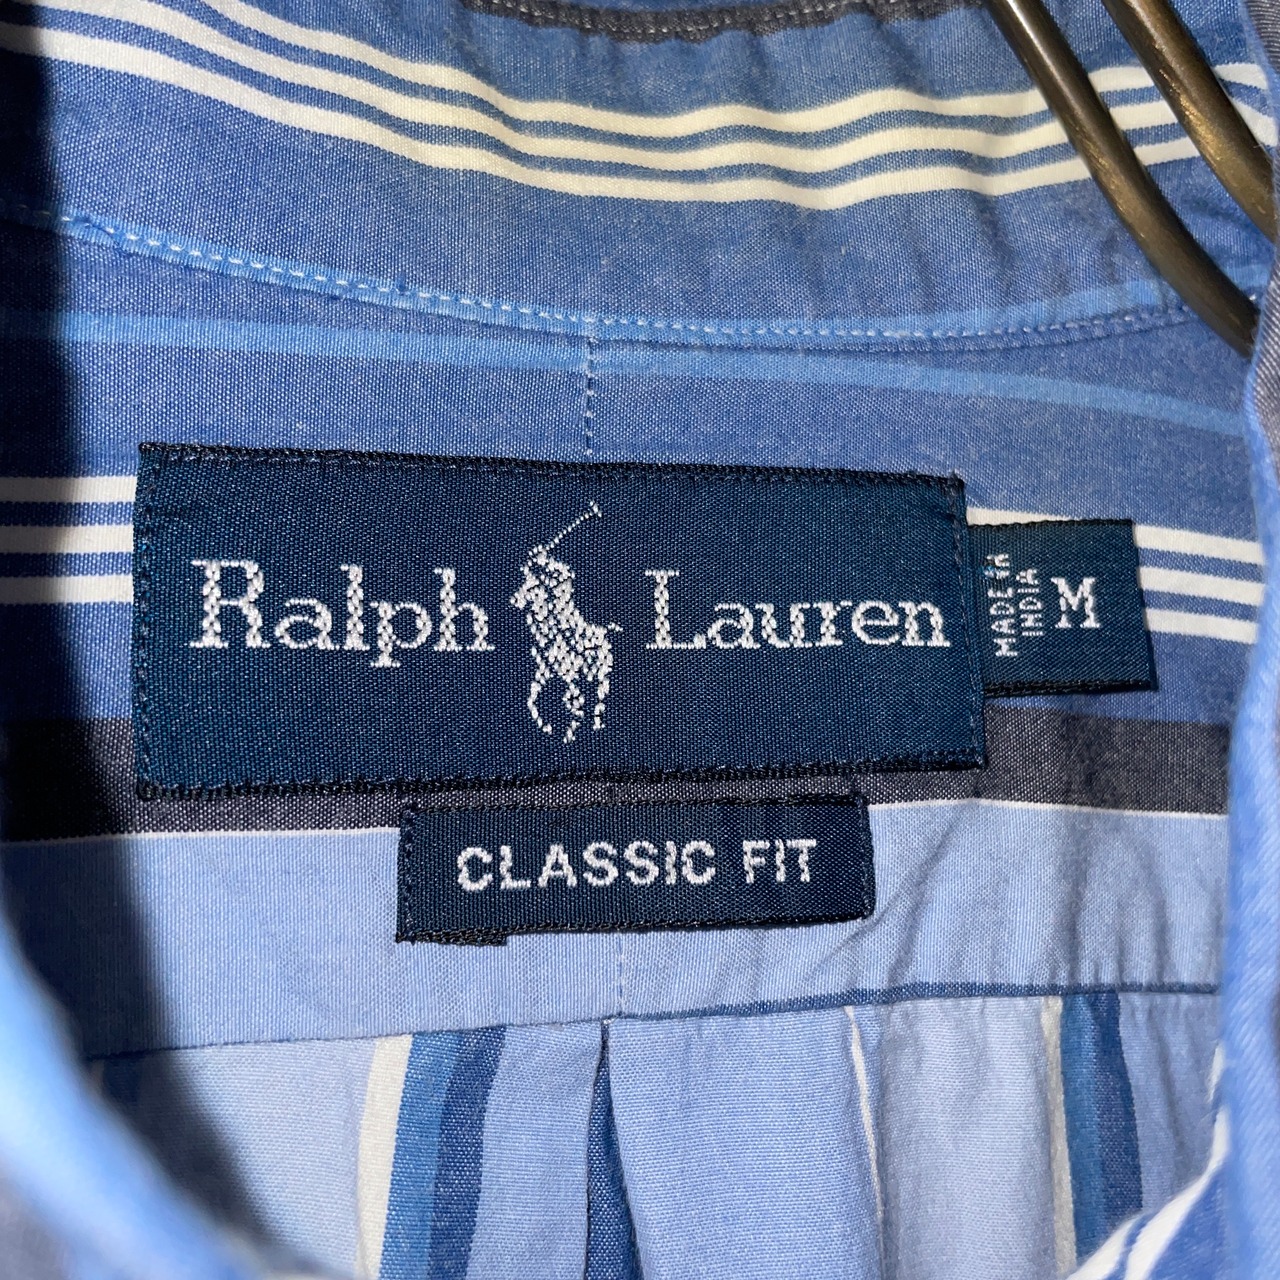 Ralph Lauren
MADE IN
INDIA
M
CLASSIC FIT